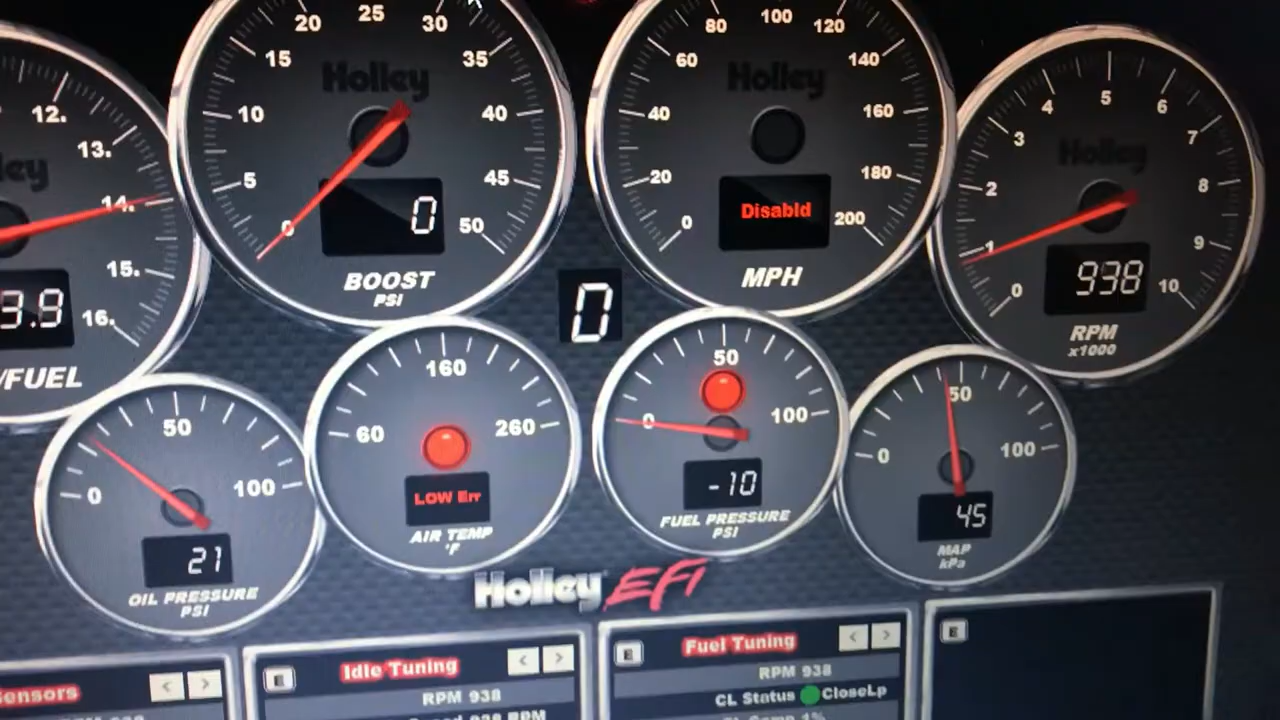 12.
13.
14.
15.
16.
3.9
/FUEL
0
5
10
15
20
25
30
35
40
45
50
Holley
0
BOOST
PSI
0
20
40
60
80
100
120
140
160
180
200
Holley
Disabld
MPH
0
1
2
3
4
5
6
7
8
9
10
Holley
938
RPM
x1000
0
0
50
100
21
OIL PRESSURE
PSI
60
160
260
LOW Err
AIR TEMP
°F
0
50
100
-10
FUEL PRESSURE
PSI
0
50
100
45
MAP
kPa
Holley EFI
ensors
< >
E
Idle Tuning
< >
RPM 938
E
Fuel Tuning
< >
RPM 938
CL Status CloseLp
E